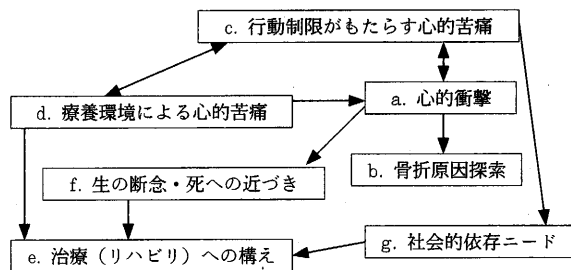 c. 行動制限がもたらす心的苦痛
a. 心的衝撃
d. 療養環境による心的苦痛
b. 骨折原因探索
f. 生の断念・死への近づき
g. 社会的依存ニード
e. 治療（リハビリ）への構え